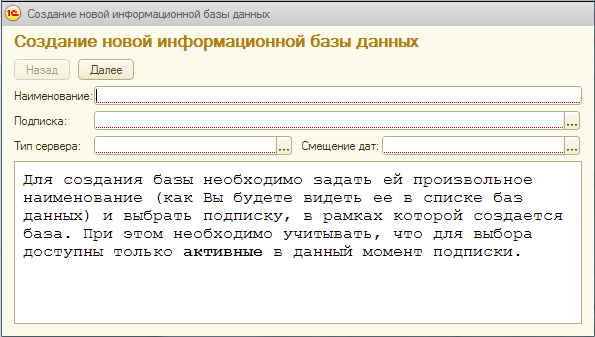 1С Создание новой информационной базы данных
Создание новой информационной базы данных
Назад Далее
Наименование:
Подписка: ...
Тип сервера: ... Смещение дат: ...
Для создания базы необходимо задать ей произвольное
наименование (как Вы будете видеть ее в списке баз
данных) и выбрать подписку, в рамках которой создается
база. При этом необходимо учитывать, что для выбора
доступны только активные в данный момент подписки.